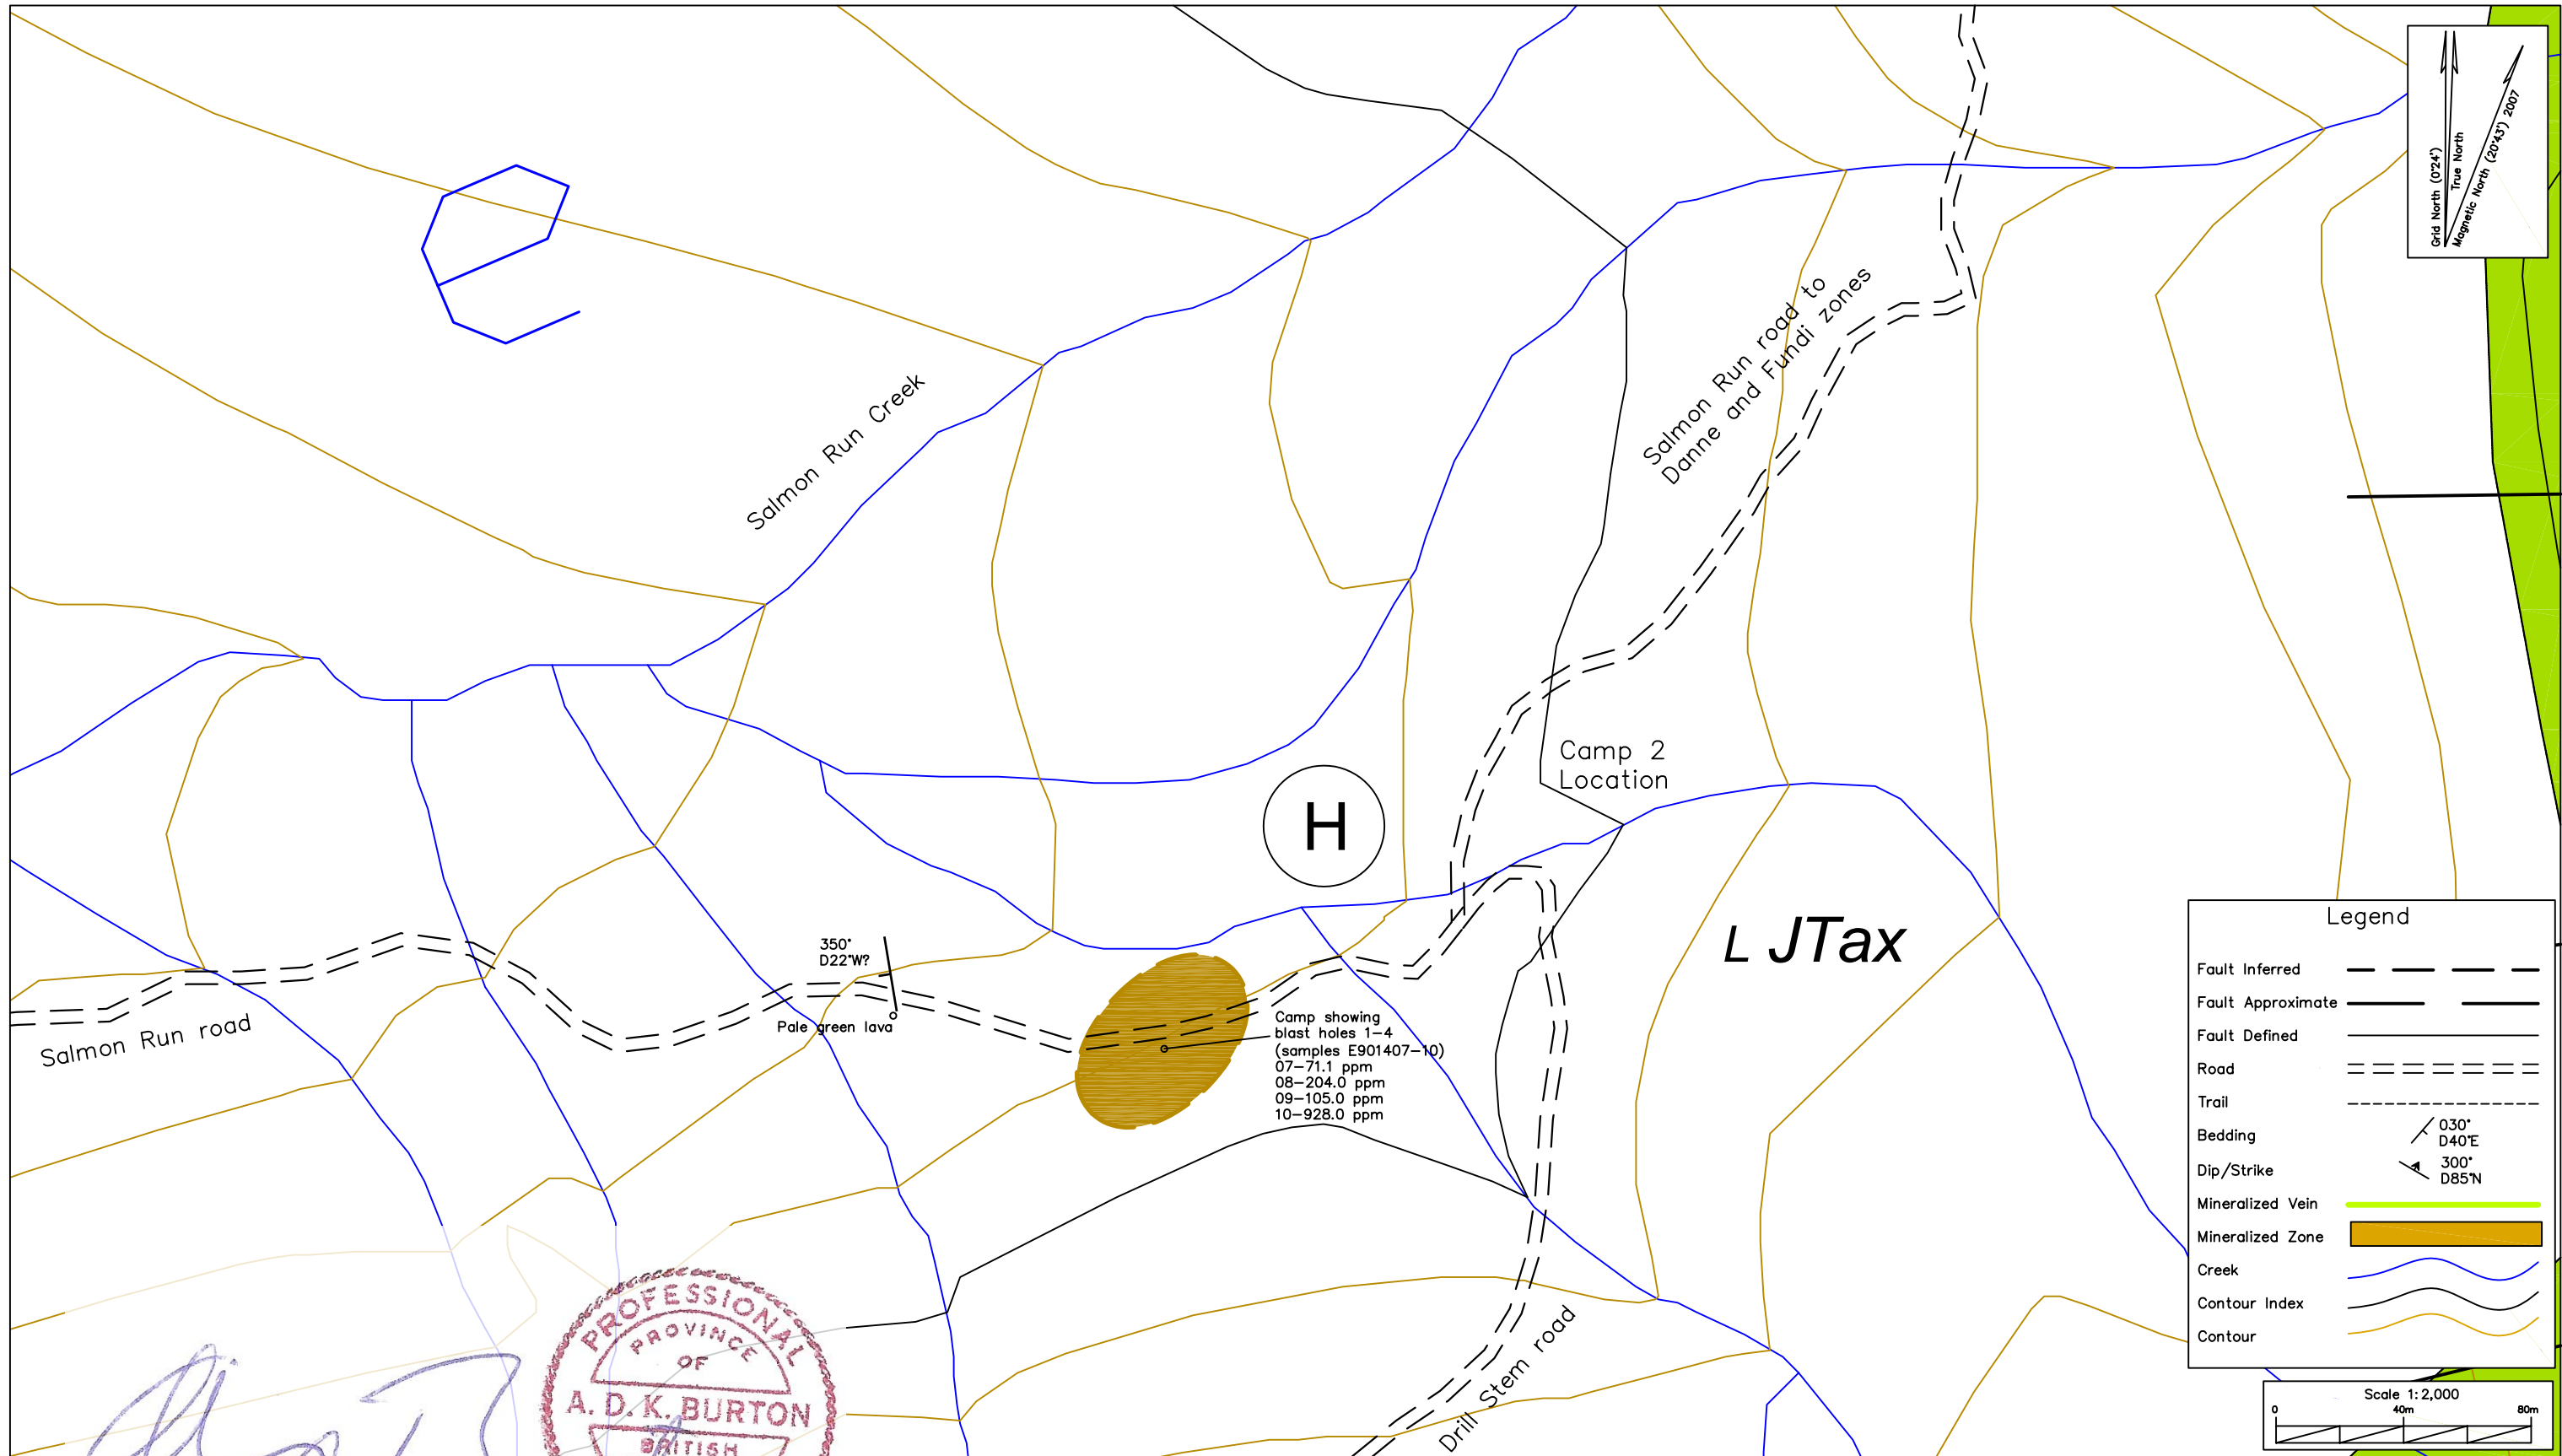 Grid North (0°24')
True North
Magnetic North (20°43') 2007
e
Salmon Run Creek
Salmon Run road to
Danne and Fundi zones
Camp 2
Location
H
L JTax
350°
D22°W?
Pale green lava
Salmon Run road
Camp showing
blast holes 1-4
(samples E901407-10)
07-71.1 ppm
08-204.0 ppm
09-105.0 ppm
10-928.0 ppm
Drill Stem road
PROFESSIONAL
PROVINCE
OF
A. D. K. BURTON
BRITISH
Legend
Fault Inferred
Fault Approximate
Fault Defined
Road
Trail
Bedding
030°
D40°E
Dip/Strike
300°
D85°N
Mineralized Vein
Mineralized Zone
Creek
Contour Index
Contour
Scale 1:2,000
0 40m 80m